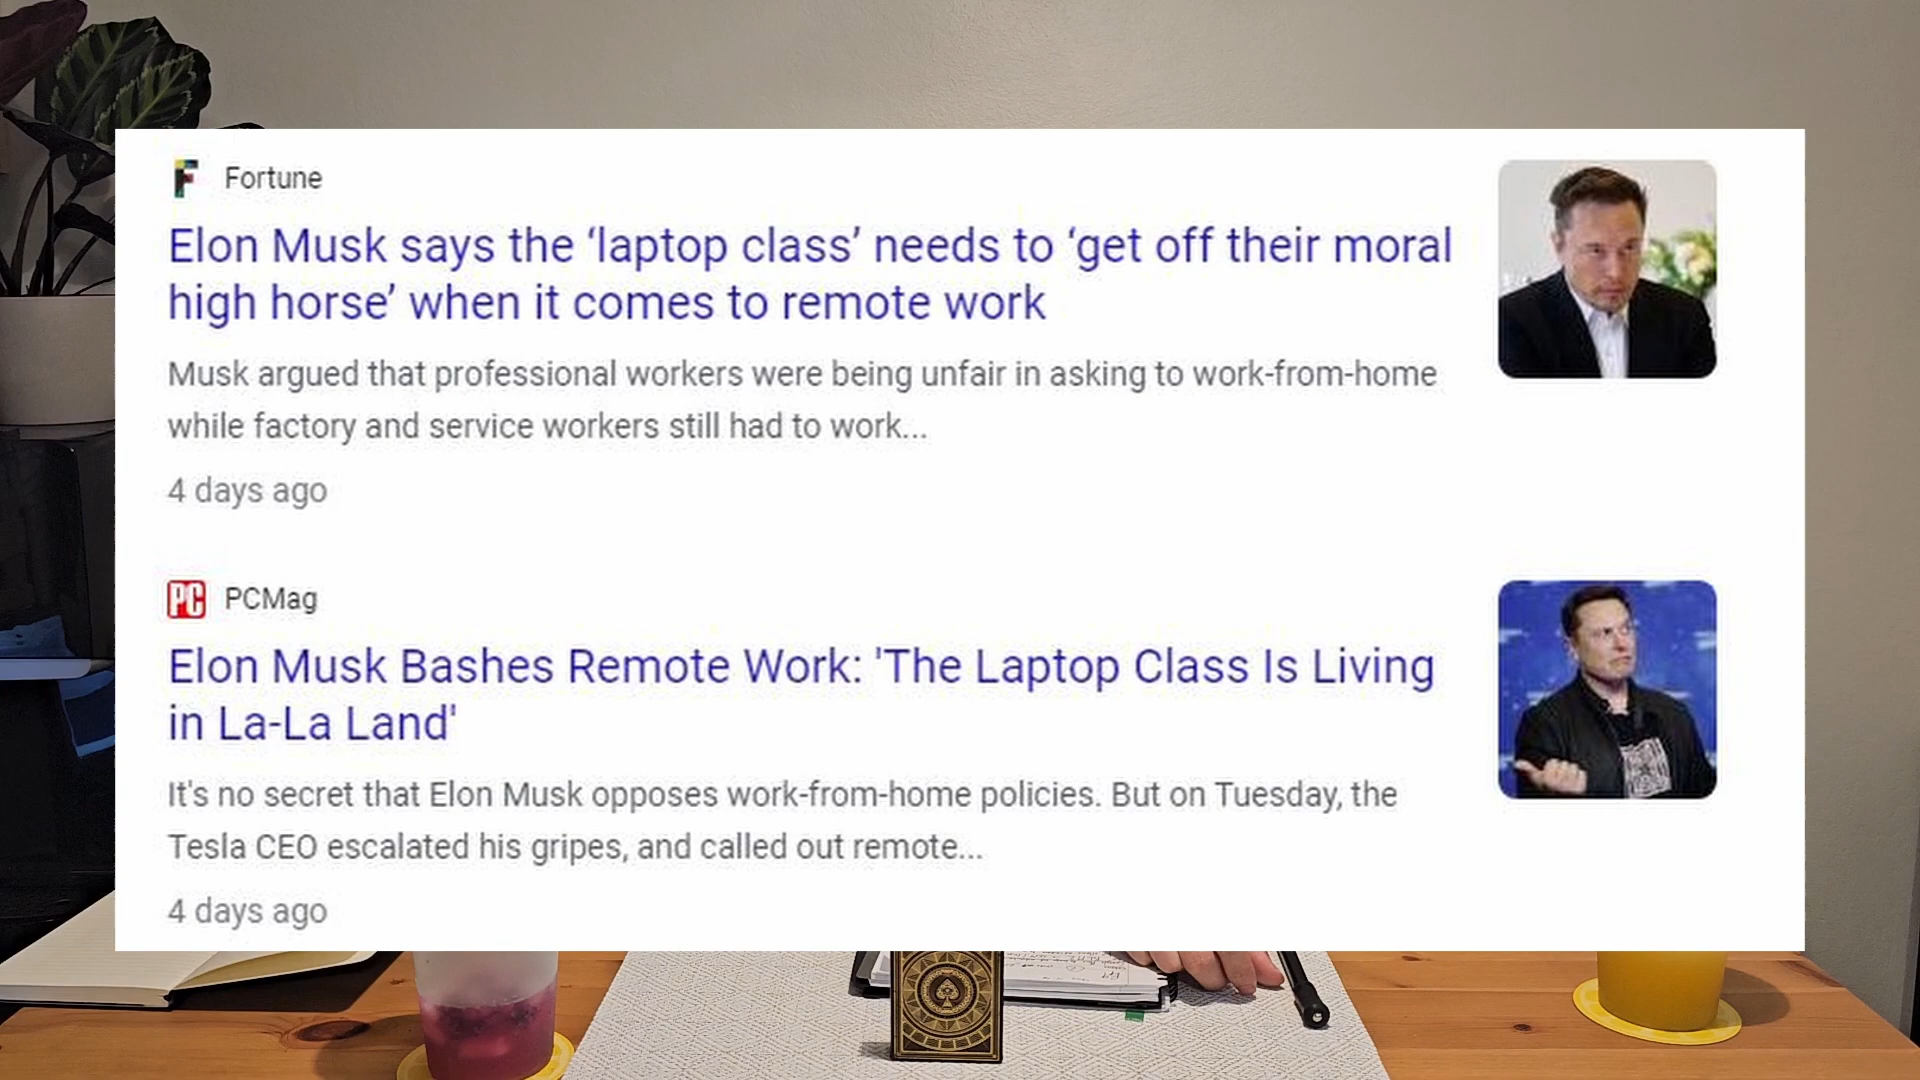 Fortune
Elon Musk says the ‘laptop class’ needs to ‘get off their moral
high horse’ when it comes to remote work
Musk argued that professional workers were being unfair in asking to work-from-home
while factory and service workers still had to work...
4 days ago
PC PCMag
Elon Musk Bashes Remote Work: 'The Laptop Class Is Living
in La-La Land'
It's no secret that Elon Musk opposes work-from-home policies. But on Tuesday, the
Tesla CEO escalated his gripes, and called out remote...
4 days ago